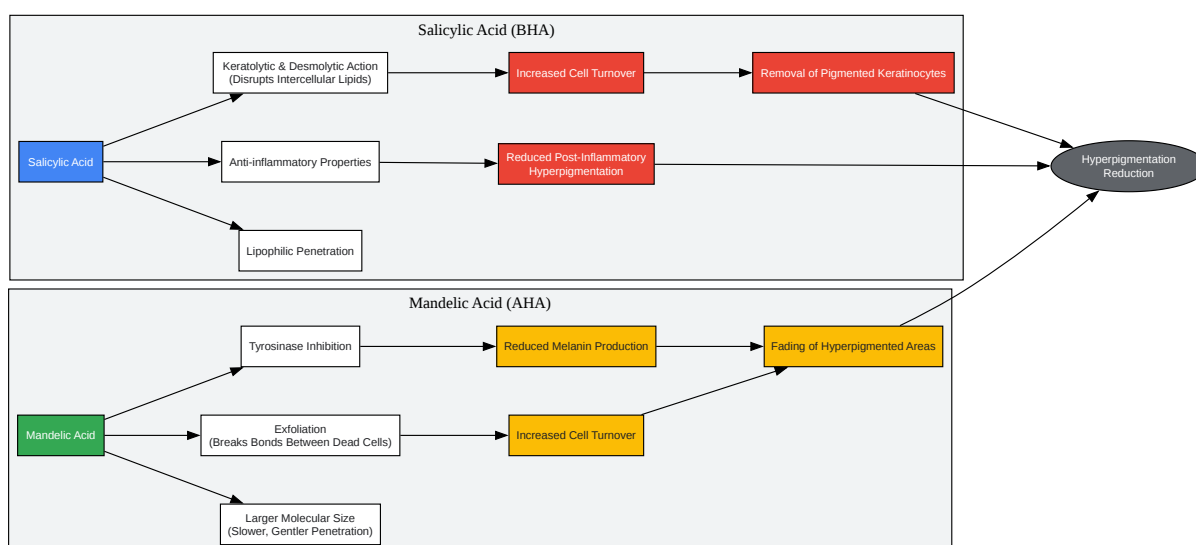 Salicylic Acid (BHA)
Keratolytic & Desmolytic Action
(Disrupts Intercellular Lipids)
Increased Cell Turnover
Removal of Pigmented Keratinocytes
Salicylic Acid
Anti-inflammatory Properties
Reduced Post-Inflammatory
Hyperpigmentation
Hyperpigmentation
Reduction
Lipophilic Penetration
Mandelic Acid (AHA)
Tyrosinase Inhibition
Reduced Melanin Production
Fading of Hyperpigmented Areas
Mandelic Acid
Exfoliation
(Breaks Bonds Between Dead Cells)
Increased Cell Turnover
Larger Molecular Size
(Slower, Gentler Penetration)